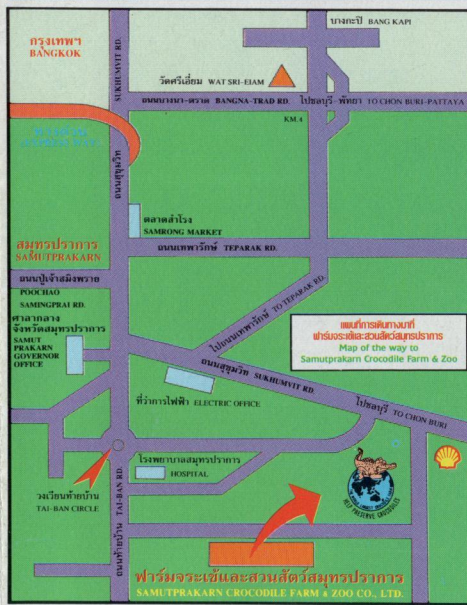 บางกะปิ BANG KAPI
กรุงเทพฯ
BANGKOK
SUKHUMVIT RD.
วัดศรีเอี่ยม WAT SRI-EIAM
ถนนบางนา-ตราด BANGNA-TRAD RD. ไปชลบุรี-พัทยา TO CHON BURI-PATTAYA
KM.4
ทางด่วน
ถนนสุขุมวิท
ตลาดสำโรง
SAMRONG MARKET
สมุทรปราการ
SAMUTPRAKARN
ถนนเทพารักษ์ TEPARAK RD.
ถนนปู่เจ้าสมิงพราย
POOCHAO
SAMINGPRAI RD.
ไปถนนเทพารักษ์ TO TEPARAK RD.
ศาลากลาง
จังหวัดสมุทรปราการ
SAMUT
PRAKARN
GOVERNOR
OFFICE
แผนที่การเดินทางมาที่
ฟาร์มจระเข้และสวนสัตว์สมุทรปราการ
Map of the way to
Samutprakarn Crocodile Farm & Zoo
ถนนสุขุมวิท SUKHUMVIT RD.
ไปชลบุรี TO CHON BURI
ที่ว่าการไฟฟ้า ELECTRIC OFFICE
โรงพยาบาลสมุทรปราการ
HOSPITAL
วงเวียนท้ายบ้าน
TAI-BAN CIRCLE
ถนนท้ายบ้าน TAI-BAN RD.
HELP PRESERVE CROCODILES
ฟาร์มจระเข้และสวนสัตว์สมุทรปราการ
SAMUTPRAKARN CROCODILE FARM & ZOO CO., LTD.